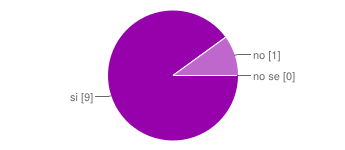 no [1]
no se [0]
si [9]